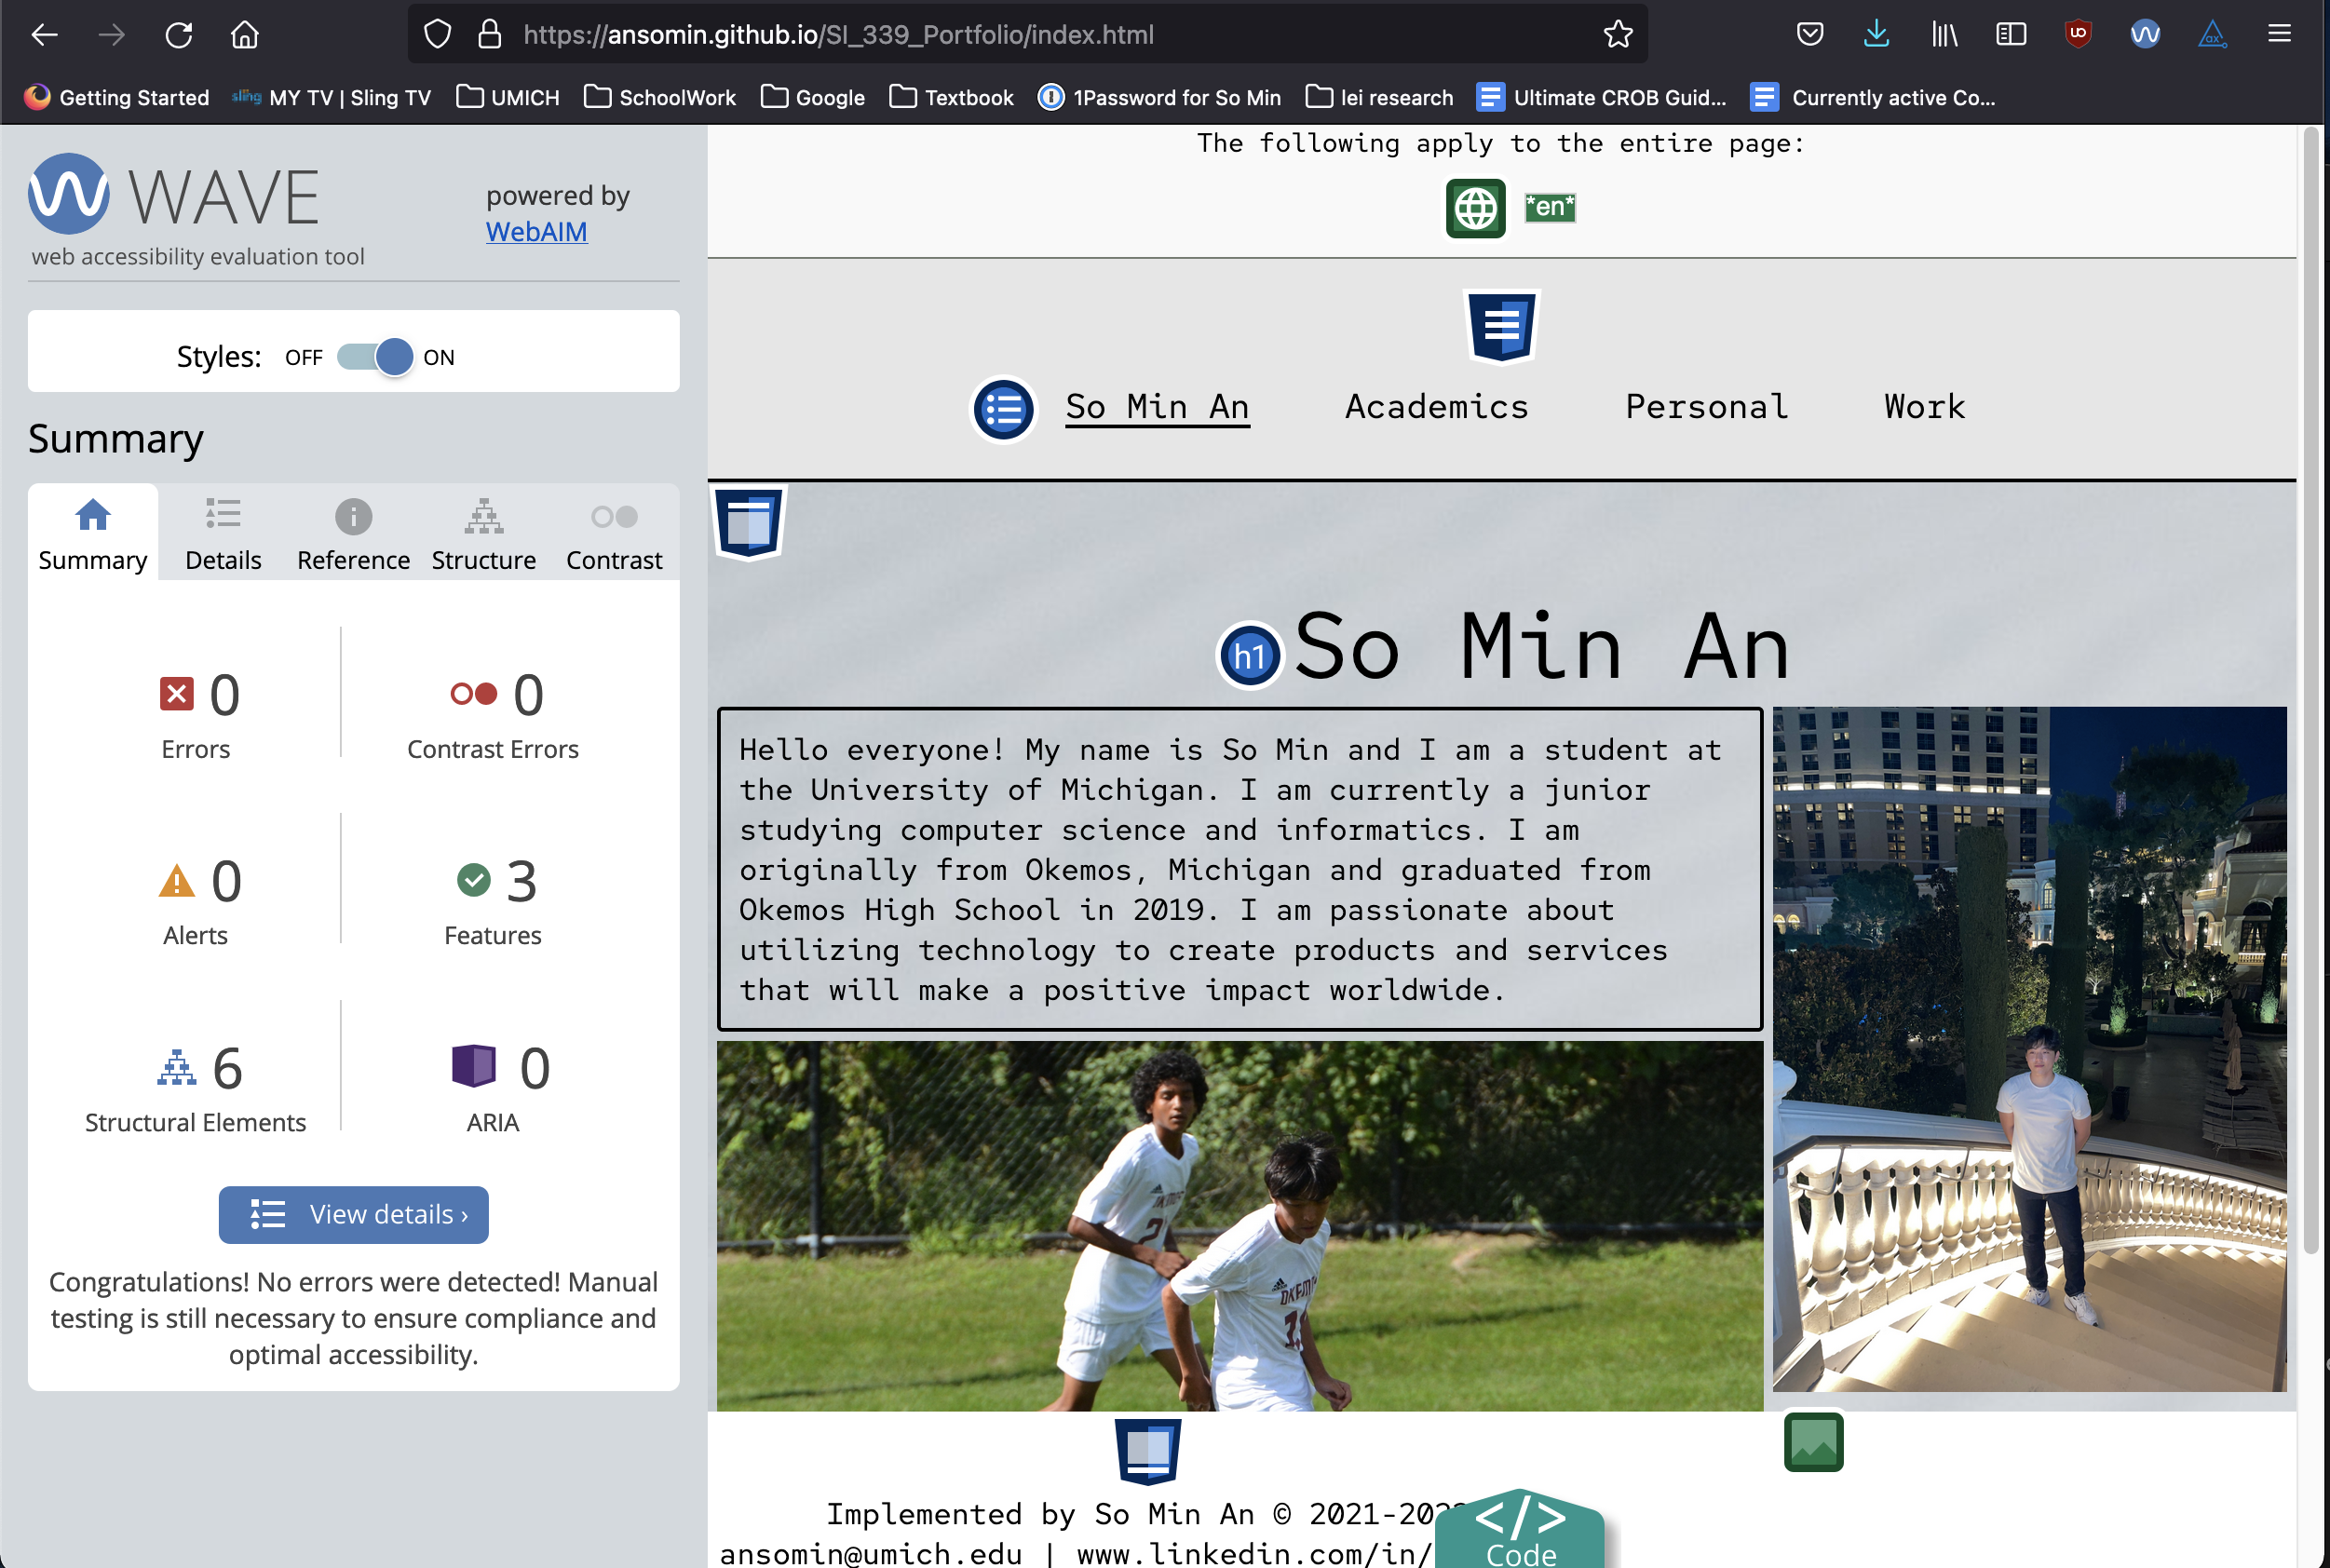 https://ansomin.github.io/SI_339_Portfolio/index.html
Getting Started
sling MY TV | Sling TV
UMICH
SchoolWork
Google
Textbook
1Password for So Min
lei research
Ultimate CROB Guid...
Currently active Co...
WAVE
powered by
WebAIM
web accessibility evaluation tool
Styles: OFF ON
Summary
Summary
Details
Reference
Structure
Contrast
0
Errors
0
Contrast Errors
0
Alerts
3
Features
6
Structural Elements
0
ARIA
View details ›
Congratulations! No errors were detected! Manual
testing is still necessary to ensure compliance and
optimal accessibility.
The following apply to the entire page:
*en*
So Min An
Academics
Personal
Work
h1 So Min An
Hello everyone! My name is So Min and I am a student at
the University of Michigan. I am currently a junior
studying computer science and informatics. I am
originally from Okemos, Michigan and graduated from
Okemos High School in 2019. I am passionate about
utilizing technology to create products and services
that will make a positive impact worldwide.
Implemented by So Min An © 2021-
ansomin@umich.edu | www.linkedin.com/in/
</> Code